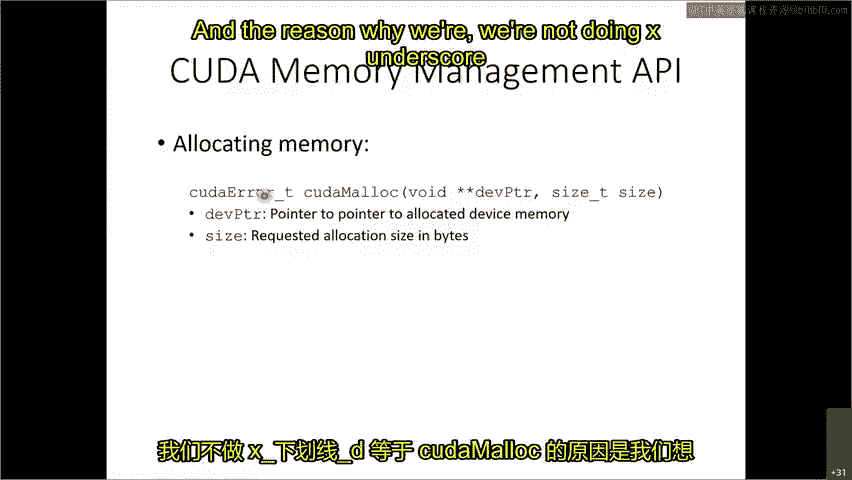 And the reason why we're, we're not doing x
underscore
CUDA Memory Management API
• Allocating memory:
cudaError_t cudaMalloc(void **devPtr, size_t size)
• devPtr: Pointer to pointer to allocated device memory
• size: Requested allocation size in bytes
我们不做 x_下划线_d 等于 cudaMalloc 的原因是我们想
+31